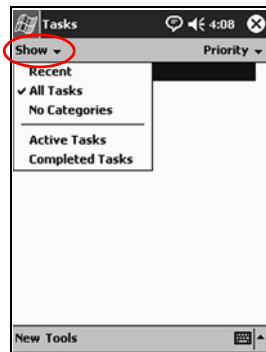 Tasks 4:08
Show Priority
Recent
All Tasks
No Categories
Active Tasks
Completed Tasks
New Tools